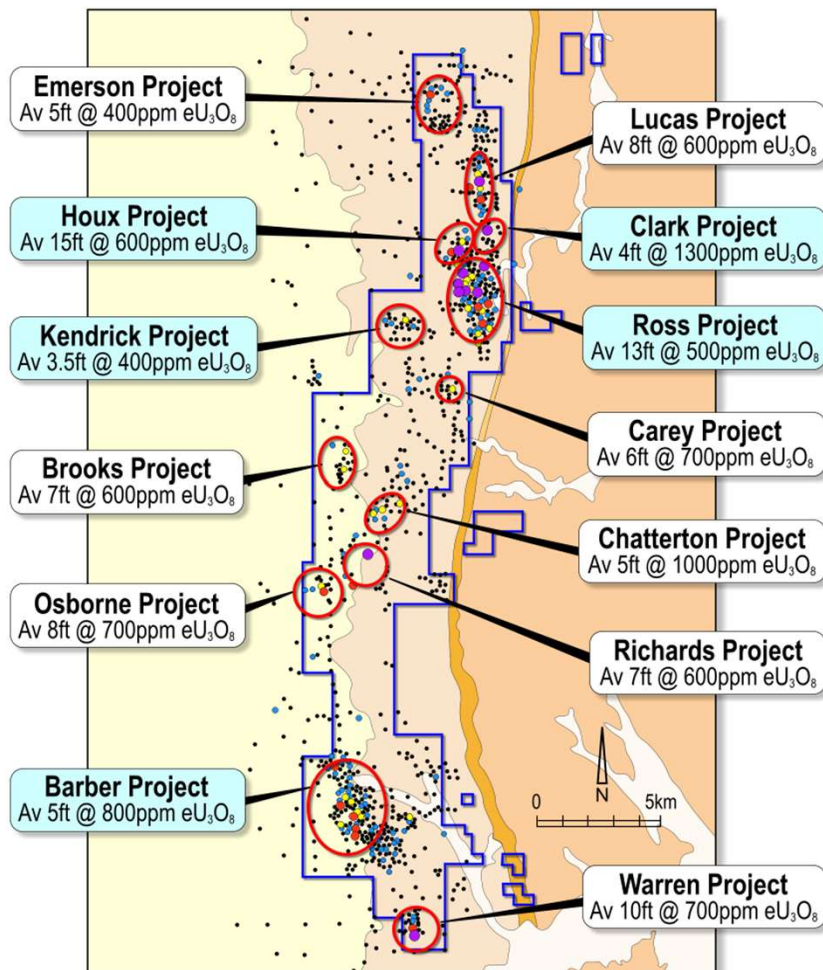 Emerson Project
Av 5ft @ 400ppm eU₃O₈
Lucas Project
Av 8ft @ 600ppm eU₃O₈
Houx Project
Av 15ft @ 600ppm eU₃O₈
Clark Project
Av 4ft @ 1300ppm eU₃O₈
Kendrick Project
Av 3.5ft @ 400ppm eU₃O₈
Ross Project
Av 13ft @ 500ppm eU₃O₈
Carey Project
Av 6ft @ 700ppm eU₃O₈
Brooks Project
Av 7ft @ 600ppm eU₃O₈
Chatterton Project
Av 5ft @ 1000ppm eU₃O₈
Osborne Project
Av 8ft @ 700ppm eU₃O₈
Richards Project
Av 7ft @ 600ppm eU₃O₈
Barber Project
Av 5ft @ 800ppm eU₃O₈
N
0 5km
Warren Project
Av 10ft @ 700ppm eU₃O₈